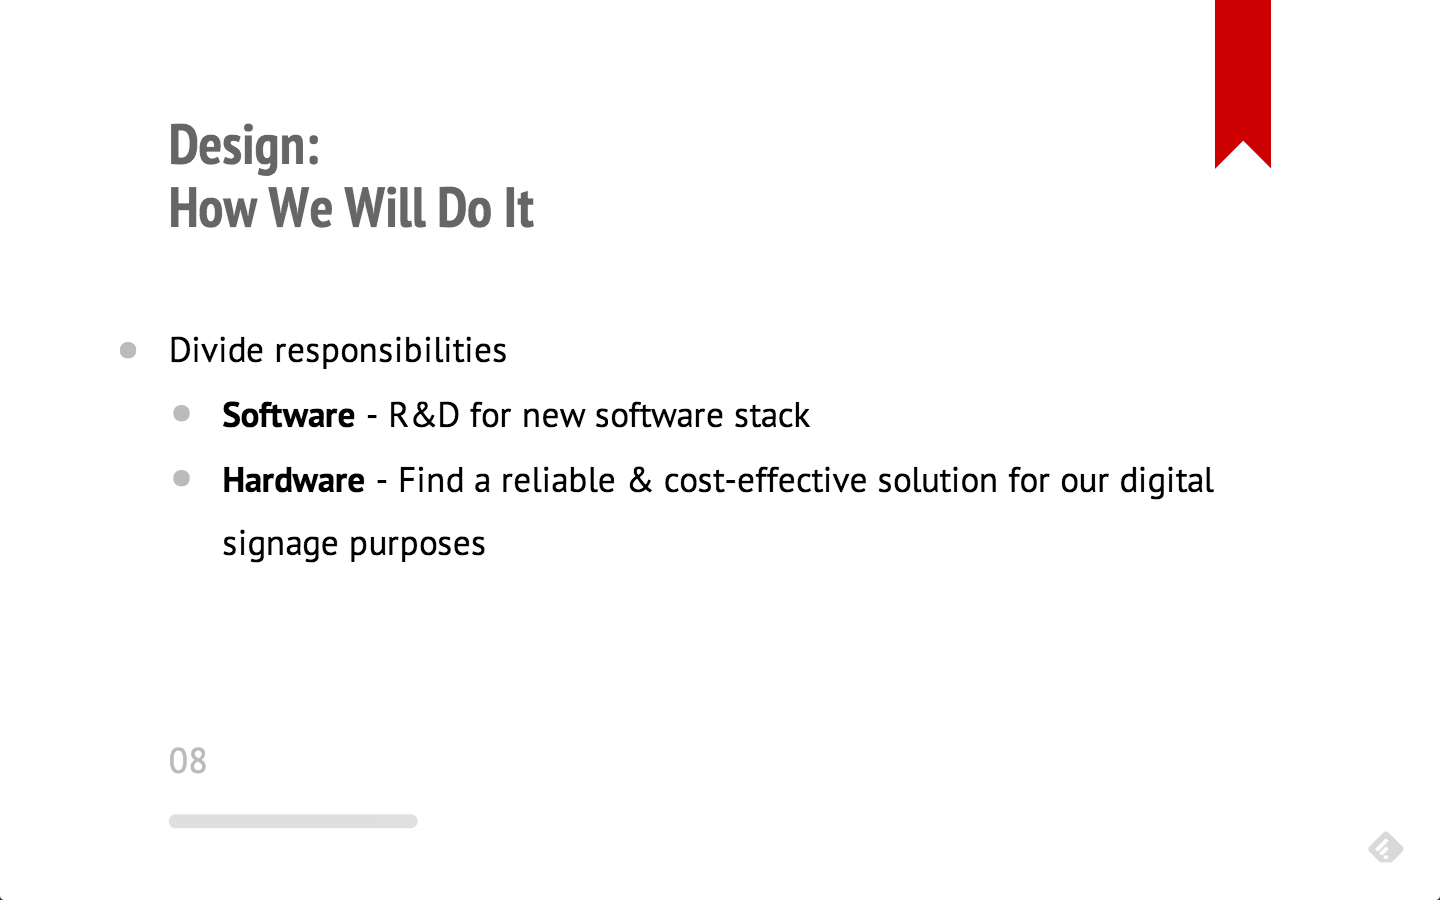 Design:
How We Will Do It
Divide responsibilities
Software - R&D for new software stack
Hardware - Find a reliable & cost-effective solution for our digital
signage purposes
08